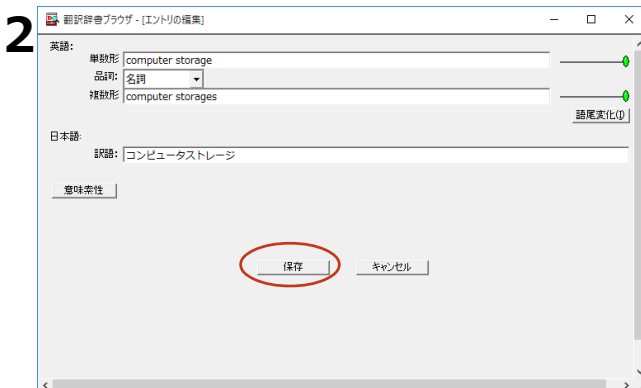 2
翻訳辞書ブラウザ - [エントリの編集]
英語:
単数形 computer storage
品詞: 名詞
複数形 computer storages
語尾変化(I)
日本語:
訳語: コンピュータストレージ
意味素性
保存 キャンセル